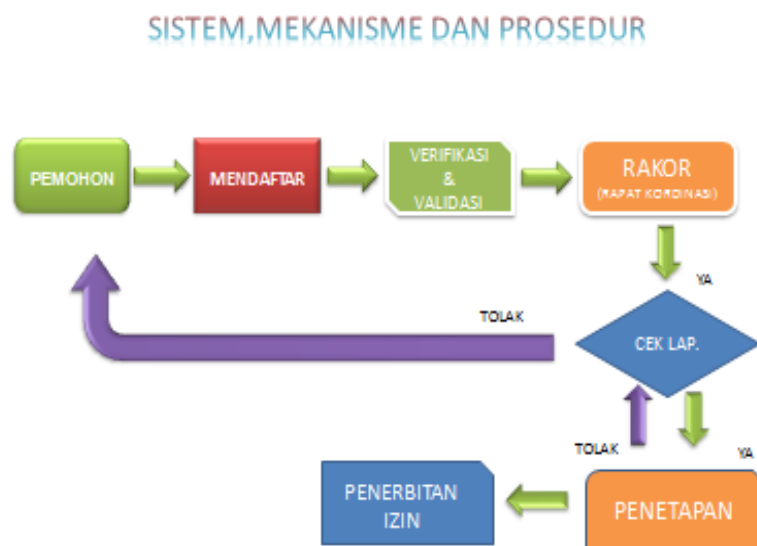 SISTEM,MEKANISME DAN PROSEDUR
PEMOHON
MENDAFTAR
VERIFIKASI
&
VALIDASI
RAKOR
(RAPAT KORDINASI)
YA
TOLAK
CEK LAP.
TOLAK
YA
PENERBITAN
IZIN
PENETAPAN